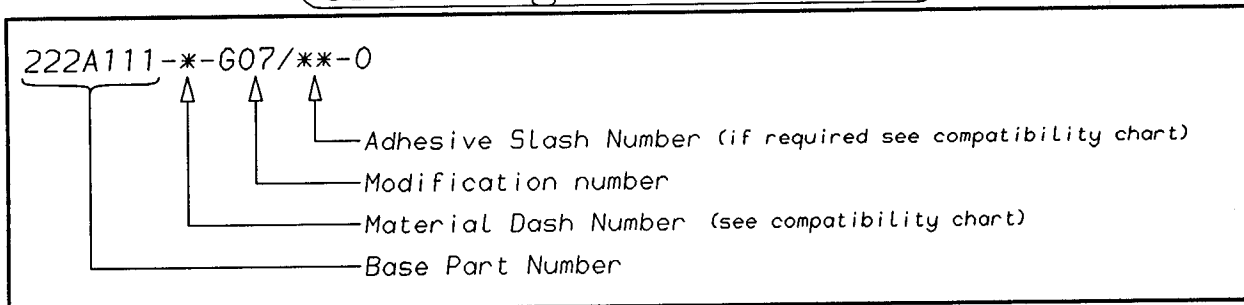 222A111-*-G07/**-0
Adhesive Slash Number (if required see compatibility chart)
Modification number
Material Dash Number (see compatibility chart)
Base Part Number